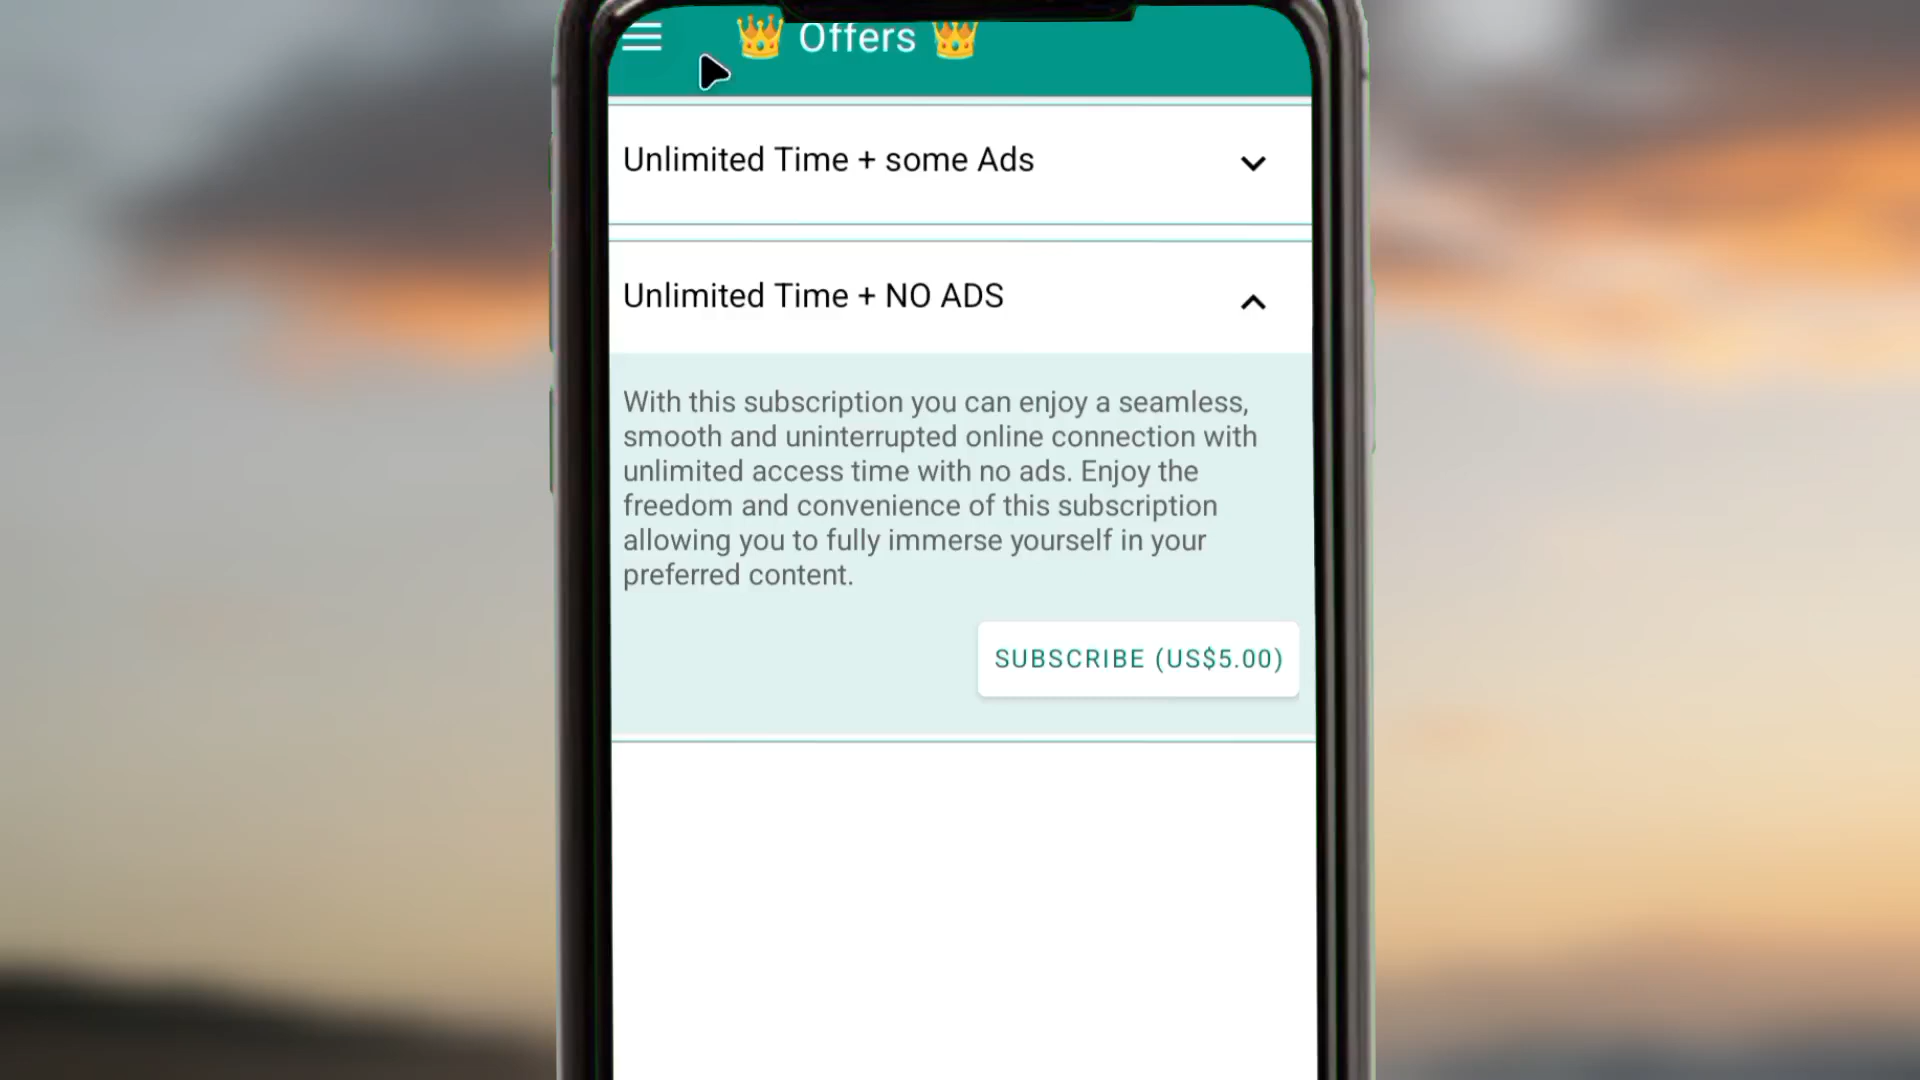 👑 Offers 👑
Unlimited Time + some Ads
Unlimited Time + NO ADS
With this subscription you can enjoy a seamless,
smooth and uninterrupted online connection with
unlimited access time with no ads. Enjoy the
freedom and convenience of this subscription
allowing you to fully immerse yourself in your
preferred content.
SUBSCRIBE (US$5.00)